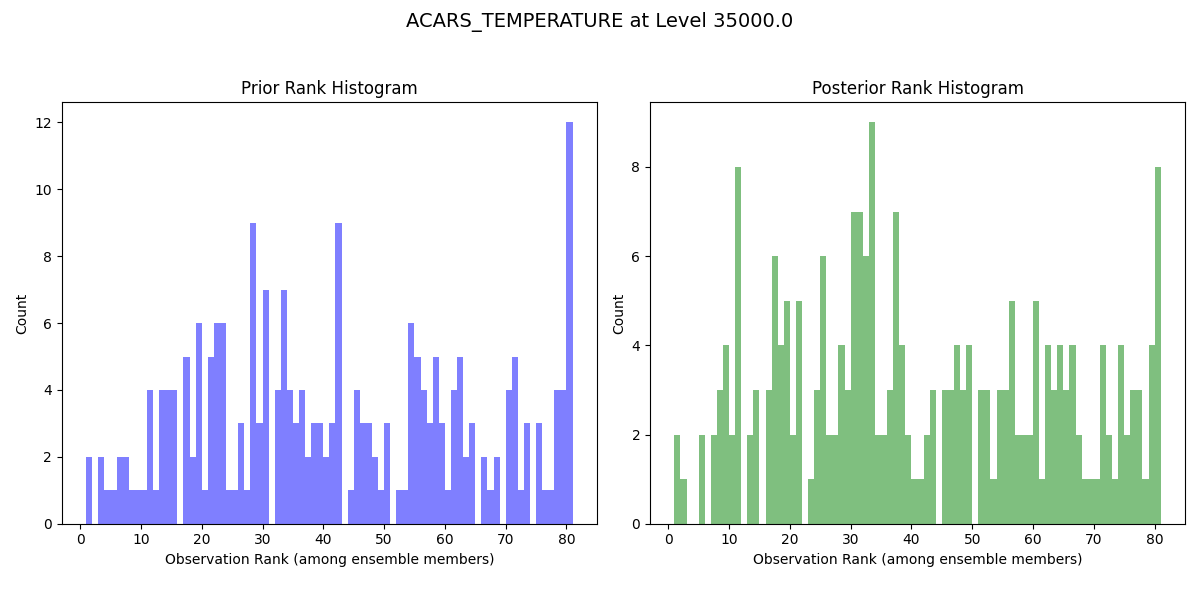 ACARS_TEMPERATURE at Level 35000.0
Prior Rank Histogram
Count
12
10
8
6
4
2
0
0 10 20 30 40 50 60 70 80
Observation Rank (among ensemble members)
Posterior Rank Histogram
Count
8
6
4
2
0
0 10 20 30 40 50 60 70 80
Observation Rank (among ensemble members)